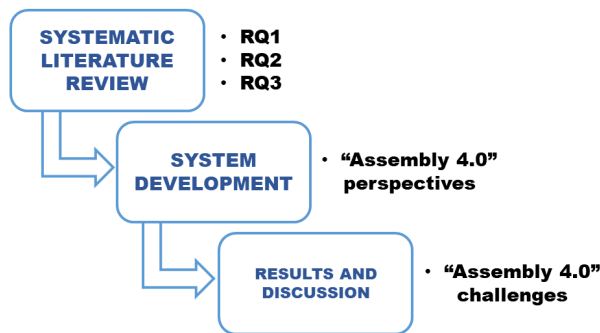 SYSTEMATIC
LITERATURE
REVIEW
• RQ1
• RQ2
• RQ3
SYSTEM
DEVELOPMENT
• “Assembly 4.0”
perspectives
RESULTS AND
DISCUSSION
• “Assembly 4.0”
challenges